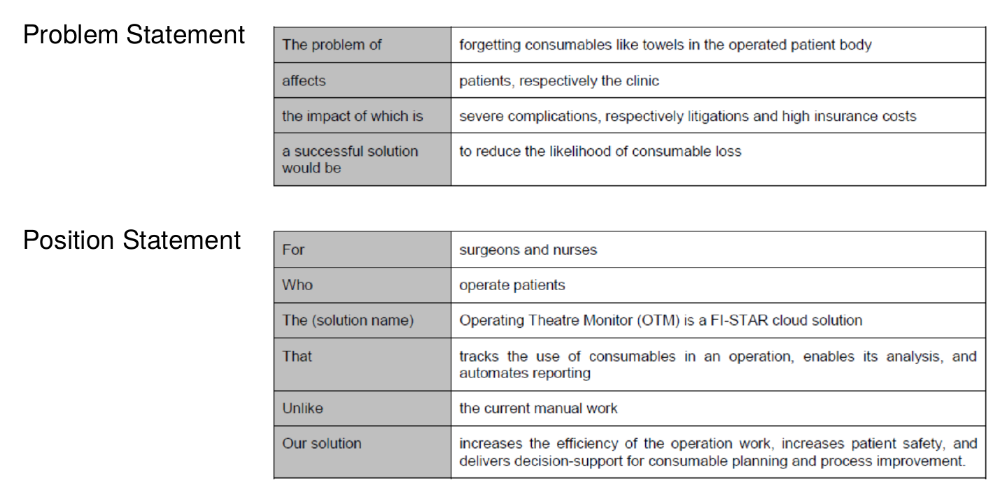 Problem Statement
The problem of
forgetting consumables like towels in the operated patient body
affects
patients, respectively the clinic
the impact of which is
severe complications, respectively litigations and high insurance costs
a successful solution
would be
to reduce the likelihood of consumable loss
Position Statement
For
surgeons and nurses
Who
operate patients
The (solution name)
Operating Theatre Monitor (OTM) is a FI-STAR cloud solution
That
tracks the use of consumables in an operation, enables its analysis, and
automates reporting
Unlike
the current manual work
Our solution
increases the efficiency of the operation work, increases patient safety, and
delivers decision-support for consumable planning and process improvement.